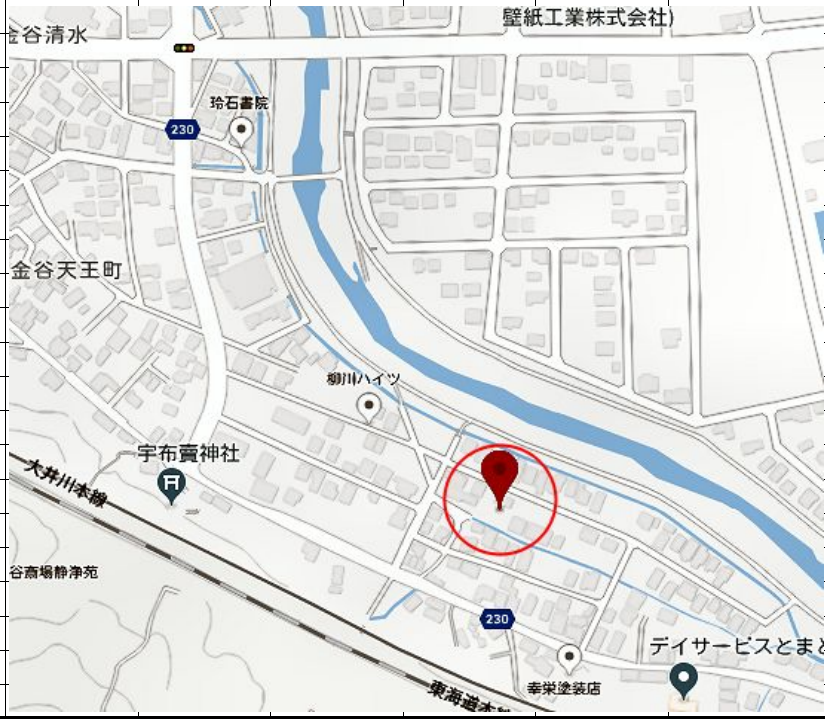 壁紙工業株式会社)
金谷清水
玲石書院
230
金谷天王町
柳川ハイツ
宇布賣神社
大井川本線
谷斎場静浄苑
230
デイサービスとまと
幸栄塗装店
東海道本線